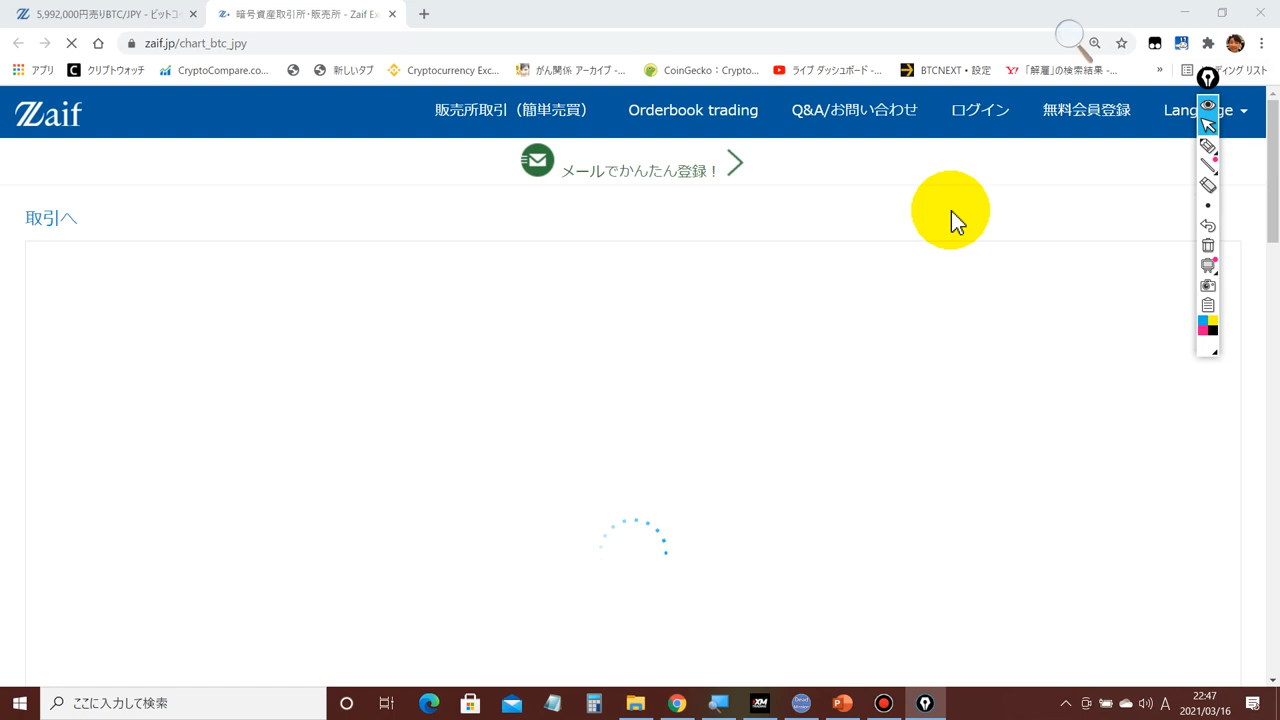 5,992,000円売りBTC/JPY - ビットコ
暗号資産取引所・販売所 - Zaif Ex
zaif.jp/chart_btc_jpy
アプリ
クリプトウォッチ
CryptoCompare.co...
新しいタブ
Cryptocurrency Exc...
がん関係 アーカイブ - ...
CoinGecko : Cryptо...
ライブ ダッシュボード - ...
BTCNEXT・設定
「解雇」の検索結果 - ...
»
ーディング リスト
Zaif
販売所取引（簡単売買）
Orderbook trading
Q&A/お問い合わせ
ログイン
無料会員登録
Lang
ge
メールでかんたん登録！
取引へ
ここに入力して検索
XM
Dead
A
22:47
2021/03/16